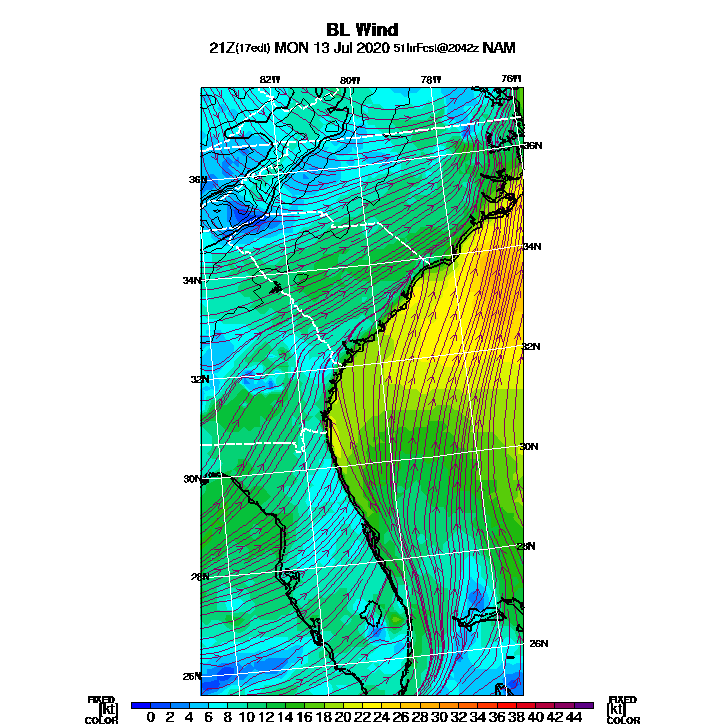 BL Wind
21Z(17edt) MON 13 Jul 2020 51hrFcst@2042z NAM
82W 80W 78W 76W
36N
36N
34N
34N
32N
32N
30N
30N
28N
28N
26N
26N
FIXED FIXED
[kt] 0 2 4 6 8 10 12 14 16 18 20 22 24 26 28 30 32 34 36 38 40 42 44 [kt]
COLOR COLOR